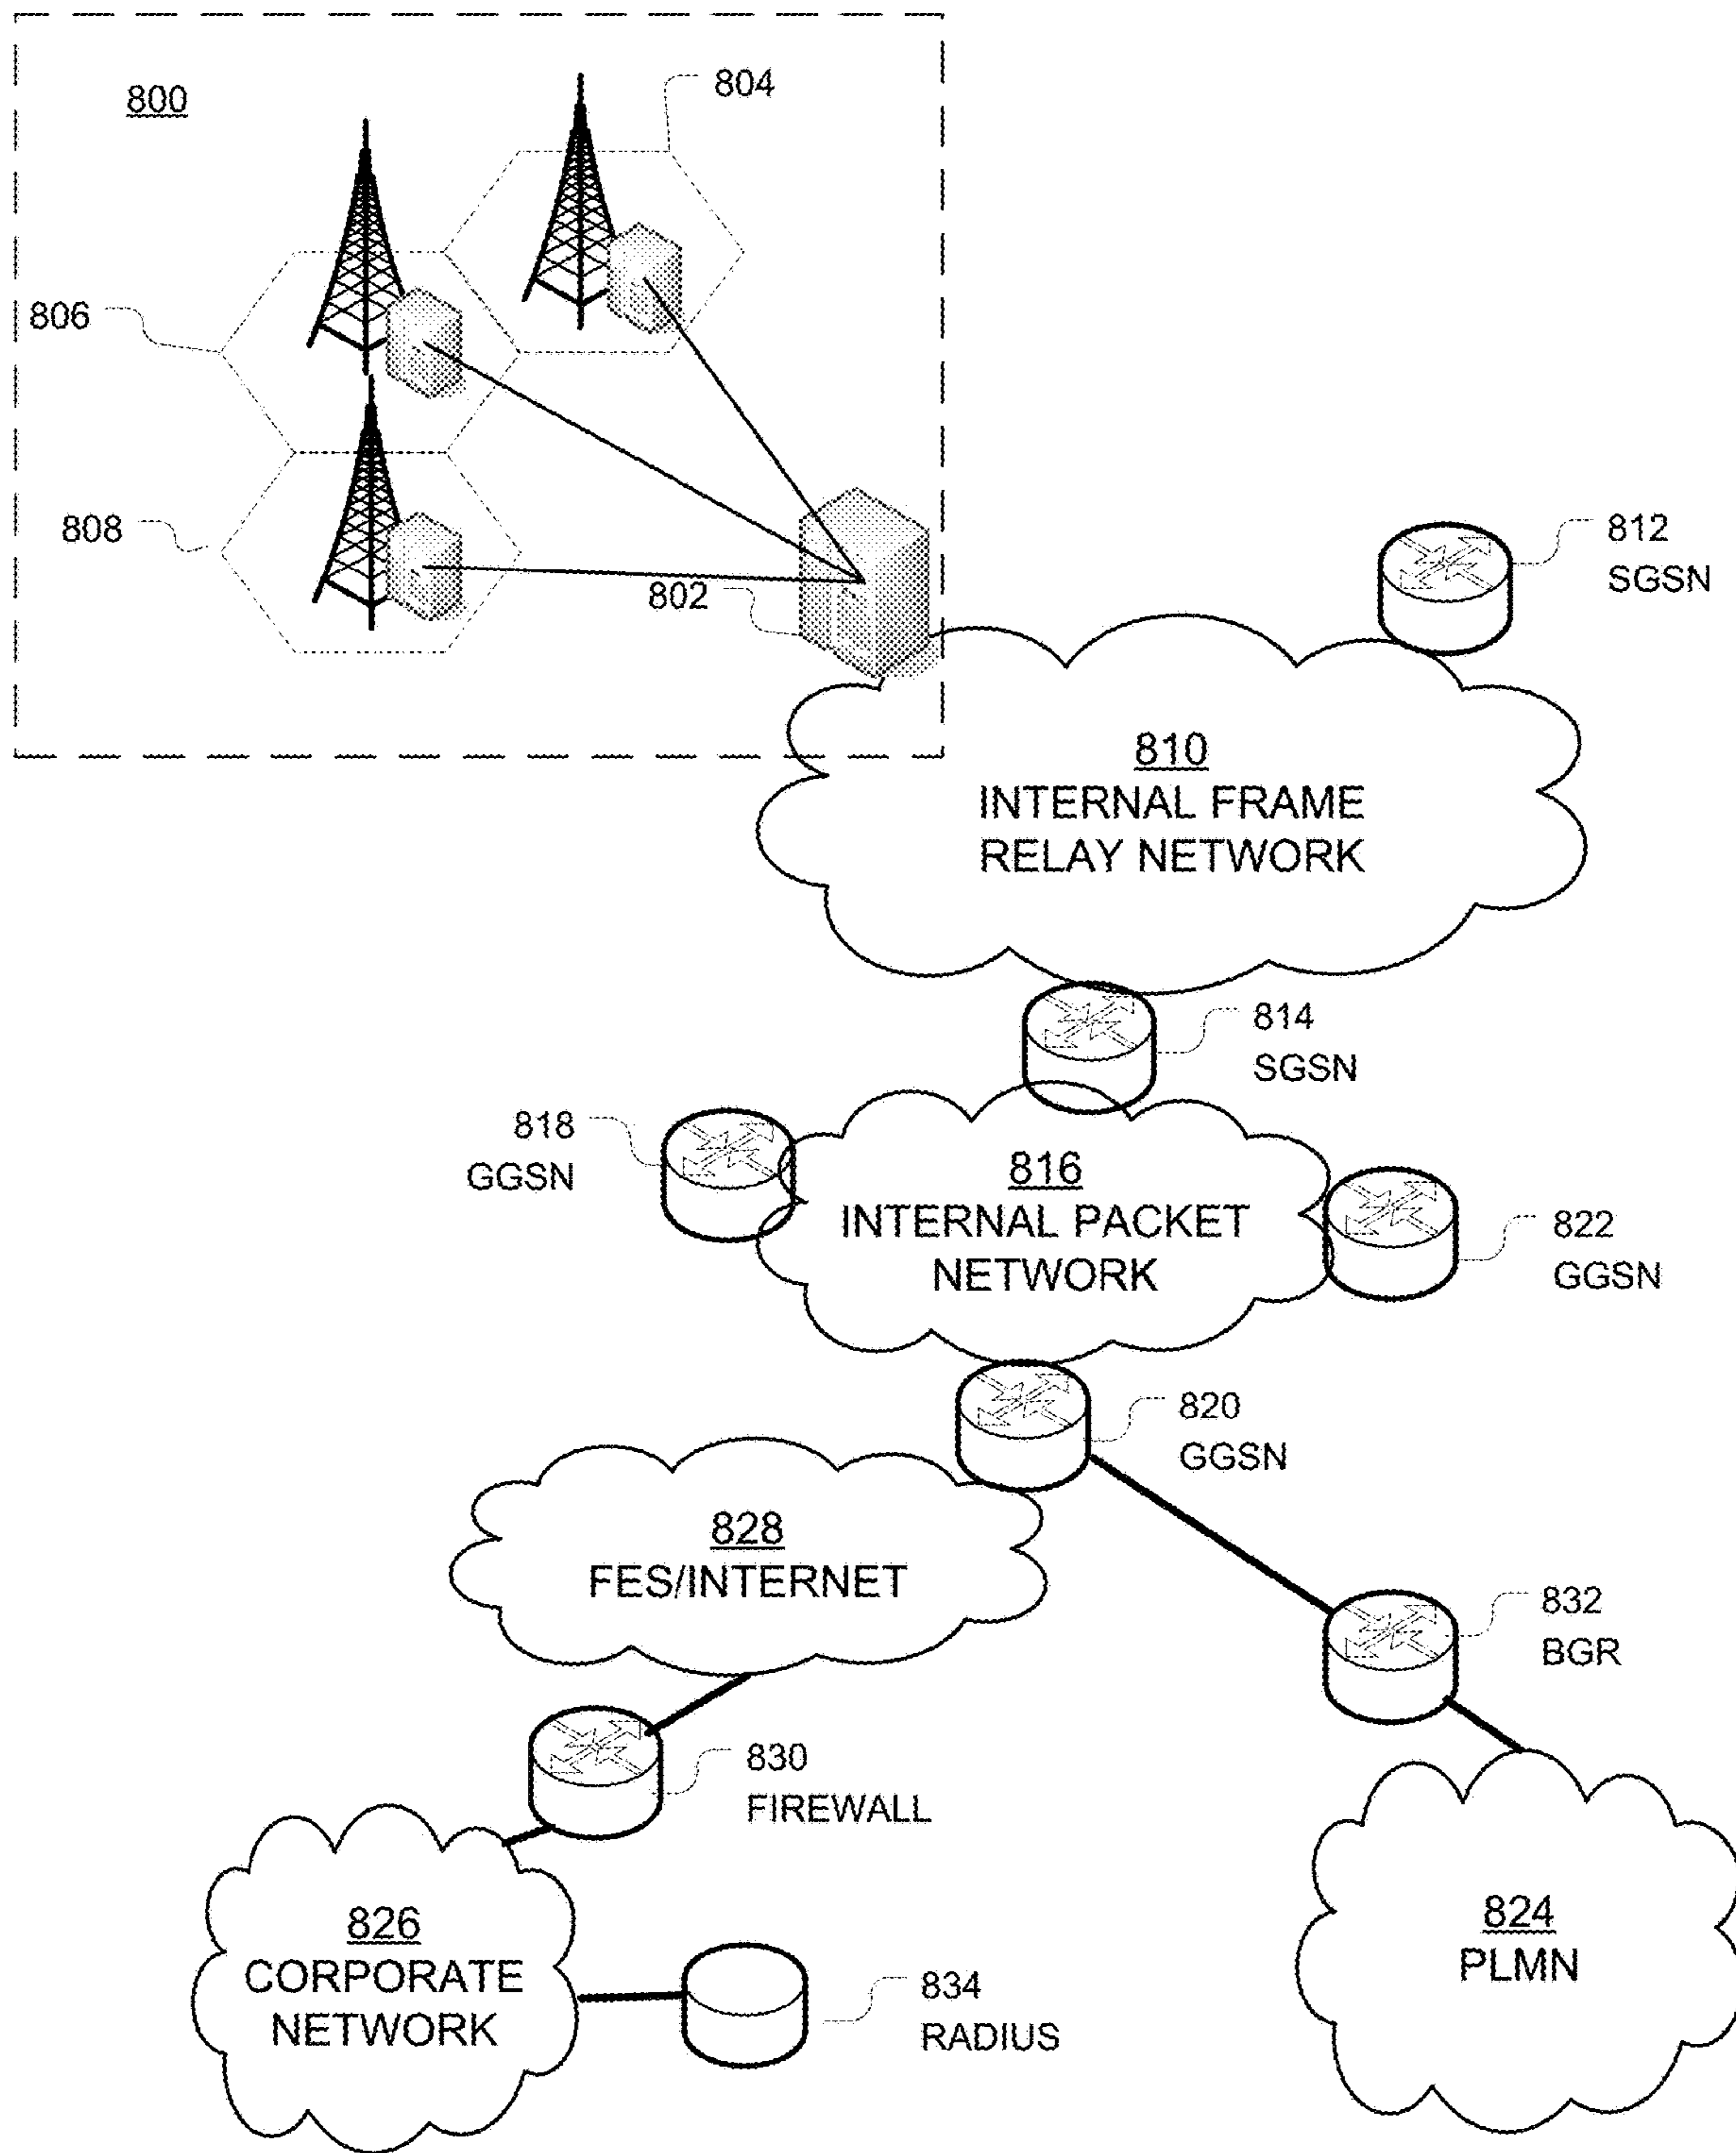 800
804
806
808
802
812
SGSN
810
INTERNAL FRAME
RELAY NETWORK
814
SGSN
818
GGSN
816
INTERNAL PACKET
NETWORK
822
GGSN
820
GGSN
828
FES/INTERNET
832
BGR
830
FIREWALL
826
CORPORATE
NETWORK
824
PLMN
834
RADIUS